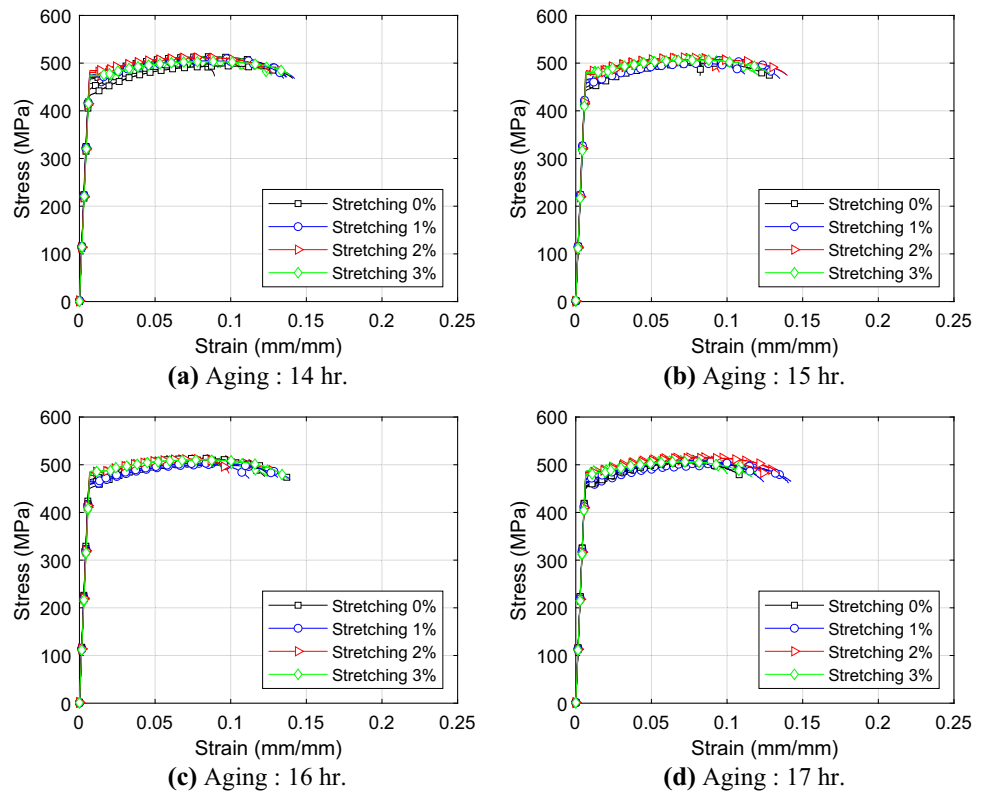 600
500
400
300
200
100
0
Stress (MPa)
0 0.05 0.1 0.15 0.2 0.25
Strain (mm/mm)
Stretching 0%
Stretching 1%
Stretching 2%
Stretching 3%
(a) Aging : 14 hr.
600
500
400
300
200
100
0
Stress (MPa)
0 0.05 0.1 0.15 0.2 0.25
Strain (mm/mm)
Stretching 0%
Stretching 1%
Stretching 2%
Stretching 3%
(b) Aging : 15 hr.
600
500
400
300
200
100
0
Stress (MPa)
0 0.05 0.1 0.15 0.2 0.25
Strain (mm/mm)
Stretching 0%
Stretching 1%
Stretching 2%
Stretching 3%
(c) Aging : 16 hr.
600
500
400
300
200
100
0
Stress (MPa)
0 0.05 0.1 0.15 0.2 0.25
Strain (mm/mm)
Stretching 0%
Stretching 1%
Stretching 2%
Stretching 3%
(d) Aging : 17 hr.